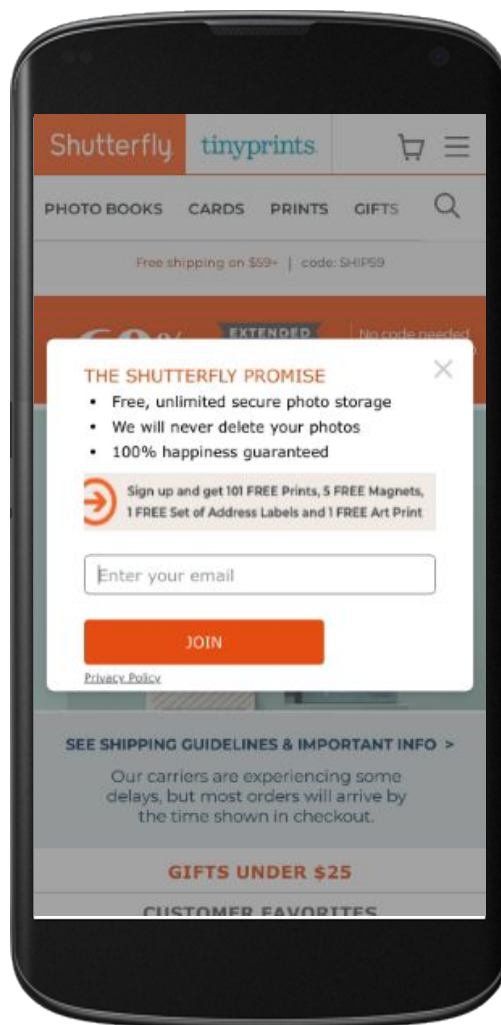 Shutterfly
tinyprints
PHOTO BOOKS CARDS PRINTS GIFTS
Free shipping on $59+ | code: SHIP59
EXTENDED
No code needed
THE SHUTTERFLY PROMISE
• Free, unlimited secure photo storage
• We will never delete your photos
• 100% happiness guaranteed
Sign up and get 101 FREE Prints, 5 FREE Magnets,
1 FREE Set of Address Labels and 1 FREE Art Print
Enter your email
JOIN
Privacy Policy
SEE SHIPPING GUIDELINES & IMPORTANT INFO >
Our carriers are experiencing some
delays, but most orders will arrive by
the time shown in checkout.
GIFTS UNDER $25
CUSTOMER FAVORITES